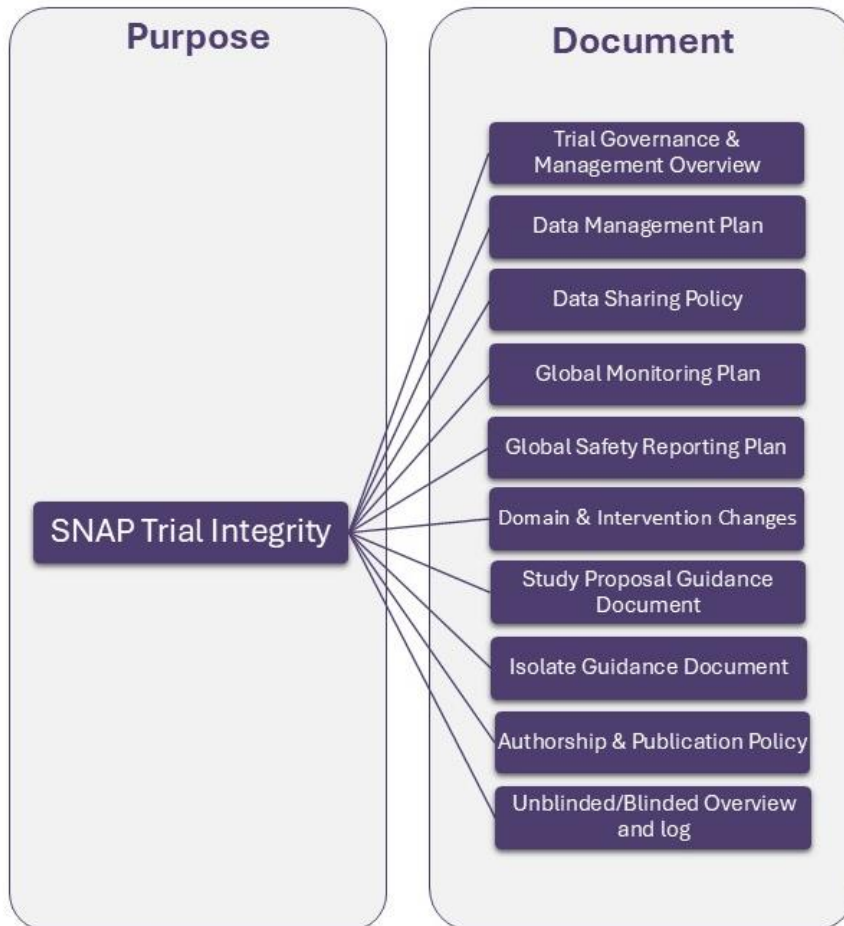 Purpose
Document
Trial Governance &
Management Overview
Data Management Plan
Data Sharing Policy
Global Monitoring Plan
Global Safety Reporting Plan
SNAP Trial Integrity
Domain & Intervention Changes
Study Proposal Guidance
Document
Isolate Guidance Document
Authorship & Publication Policy
Unblinded/Blinded Overview
and log